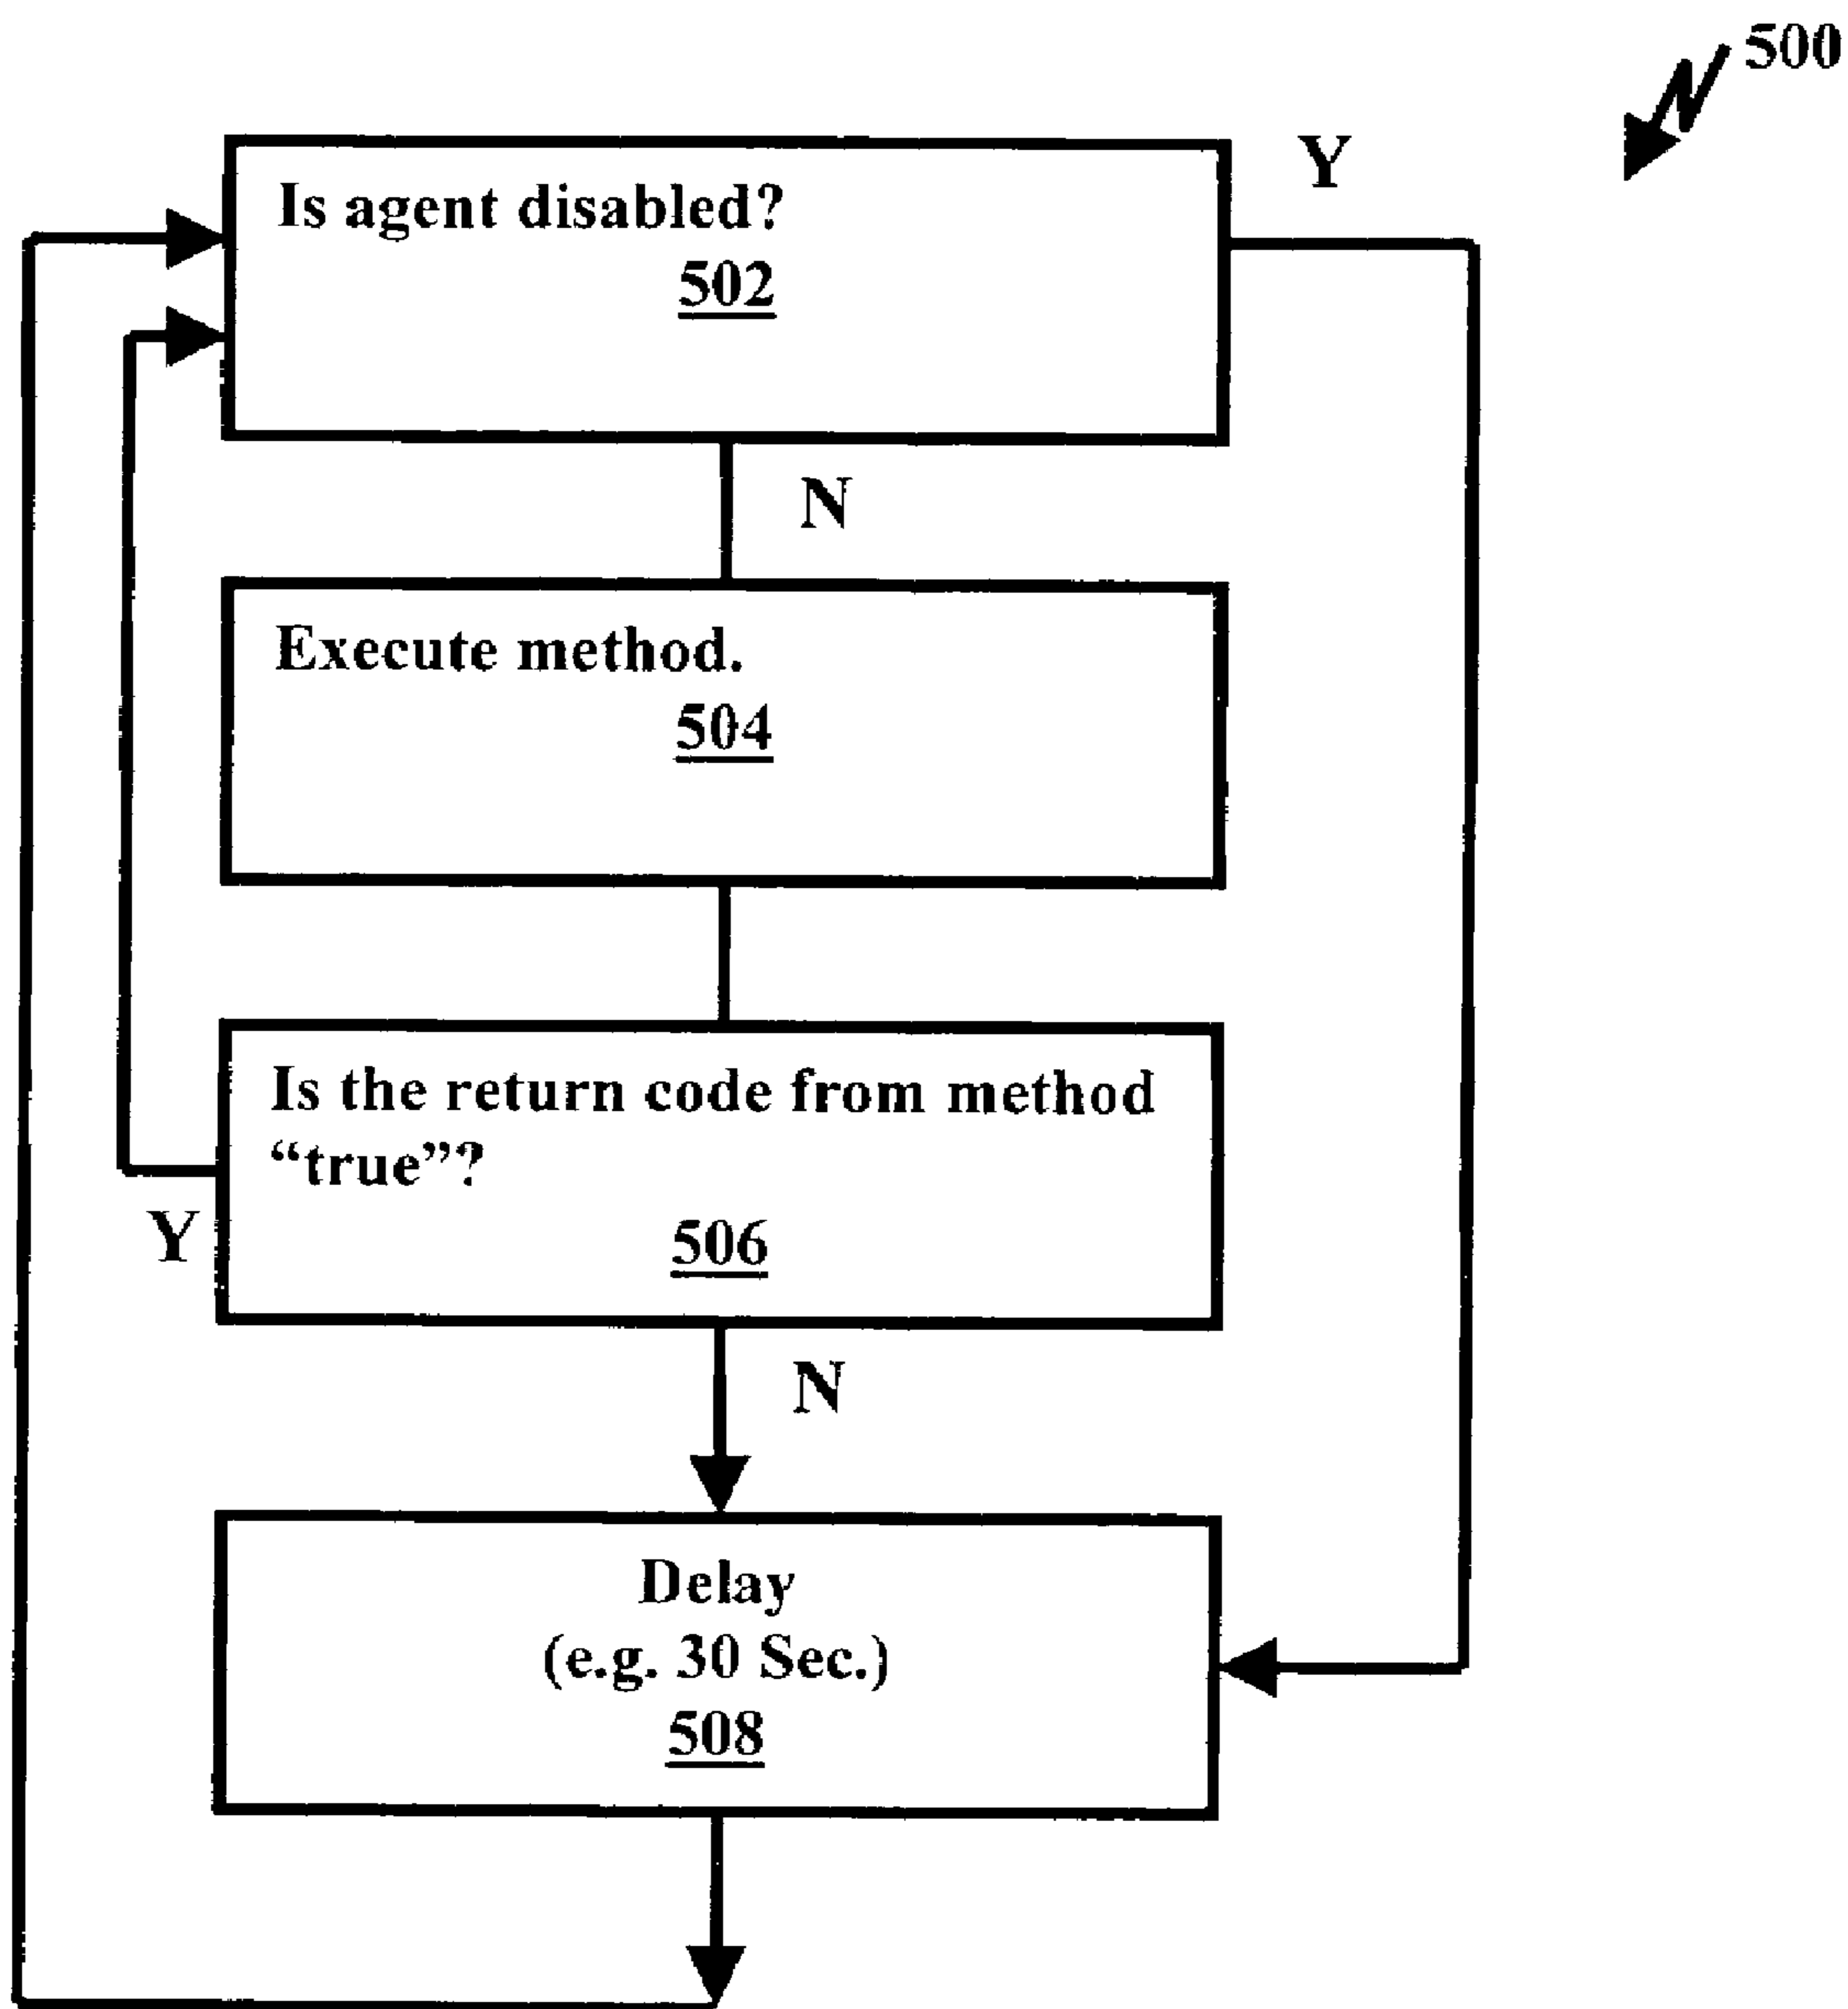 500
Y
Is agent disabled?
502
N
Execute method.
504
Is the return code from method
“true”?
506
Y
N
Delay
(e.g. 30 Sec.)
508